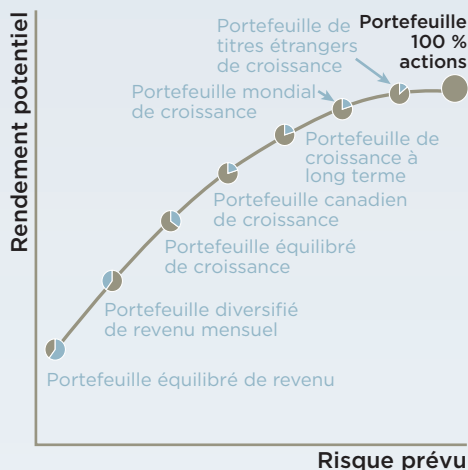 Rendement potentiel
Portefeuille
100 %
actions
Portefeuille de
titres étrangers
de croissance
Portefeuille mondial
de croissance
Portefeuille de
croissance à
long terme
Portefeuille canadien
de croissance
Portefeuille équilibré
de croissance
Portefeuille diversifié
de revenu mensuel
Portefeuille équilibré de revenu
Risque prévu